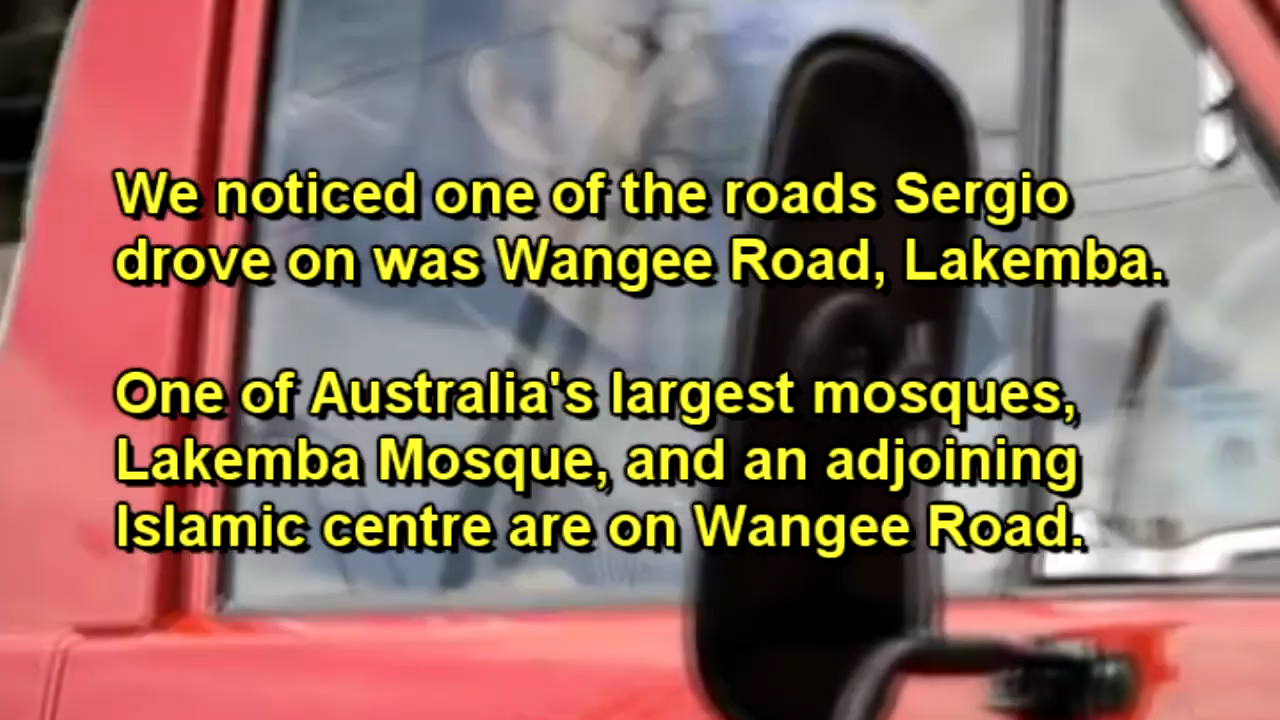 We noticed one of the roads Sergio
drove on was Wangee Road, Lakemba.
One of Australia's largest mosques,
Lakemba Mosque, and an adjoining
Islamic centre are on Wangee Road.